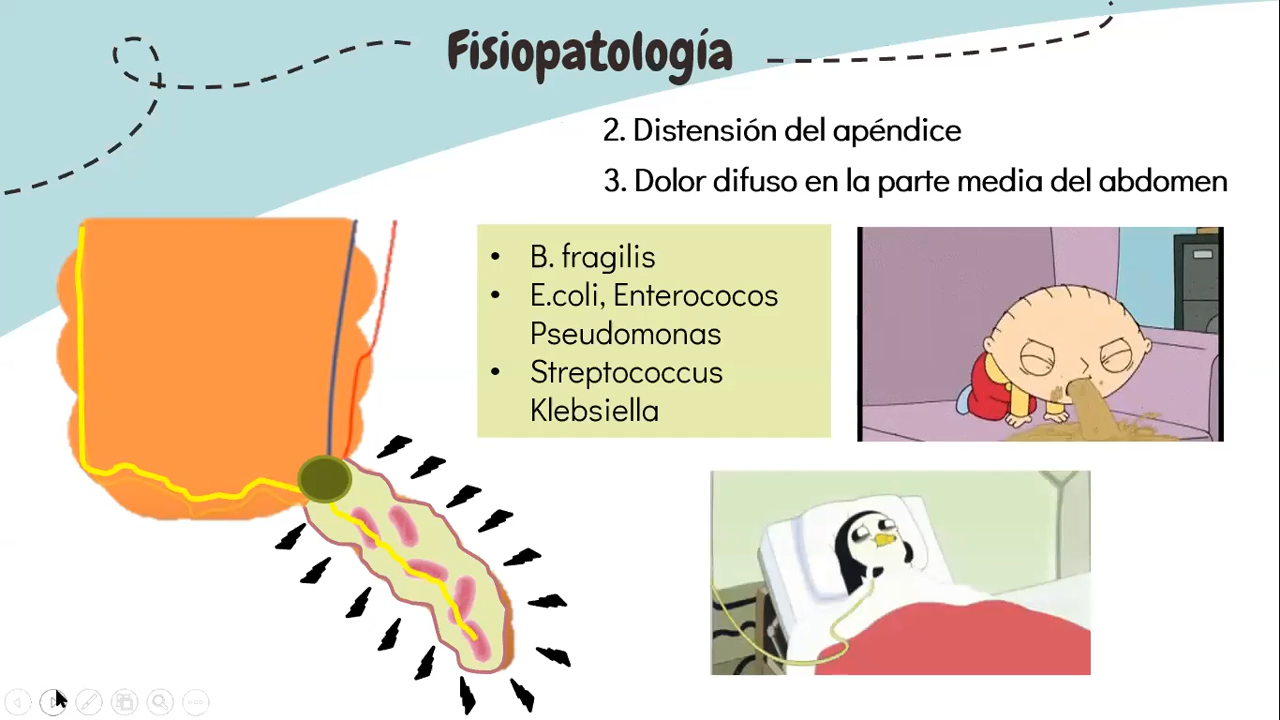 Fisiopatología
2. Distensión del apéndice
3. Dolor difuso en la parte media del abdomen
• B. fragilis
• E.coli, Enterococos
Pseudomonas
• Streptococcus
Klebsiella